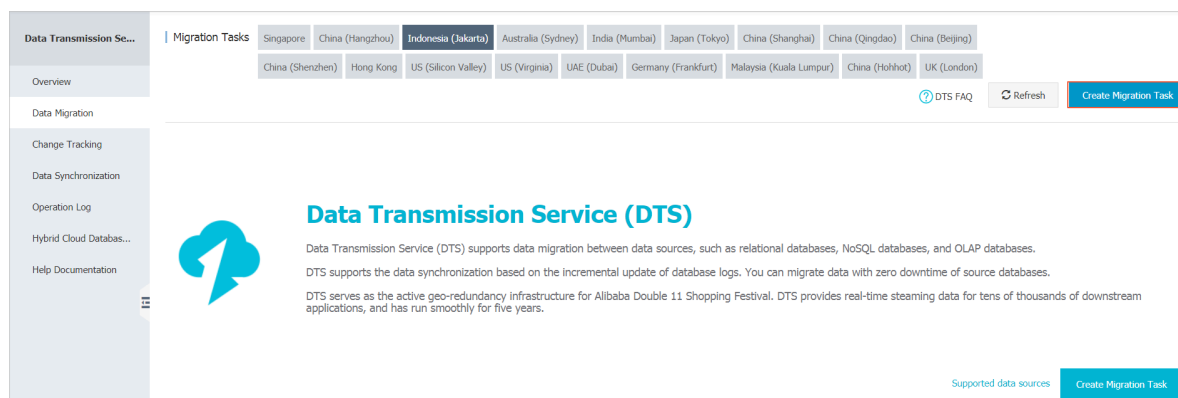 Data Transmission Se...
Overview
Data Migration
Change Tracking
Data Synchronization
Operation Log
Hybrid Cloud Databas...
Help Documentation
Migration Tasks
Singapore China (Hangzhou) Indonesia (Jakarta) Australia (Sydney) India (Mumbai) Japan (Tokyo) China (Shanghai) China (Qingdao) China (Beijing)
China (Shenzhen) Hong Kong US (Silicon Valley) US (Virginia) UAE (Dubai) Germany (Frankfurt) Malaysia (Kuala Lumpur) China (Hohhot) UK (London)
? DTS FAQ Refresh Create Migration Task
Data Transmission Service (DTS)
Data Transmission Service (DTS) supports data migration between data sources, such as relational databases, NoSQL databases, and OLAP databases.
DTS supports the data synchronization based on the incremental update of database logs. You can migrate data with zero downtime of source databases.
DTS serves as the active geo-redundancy infrastructure for Alibaba Double 11 Shopping Festival. DTS provides real-time steaming data for tens of thousands of downstream
applications, and has run smoothly for five years.
Supported data sources Create Migration Task